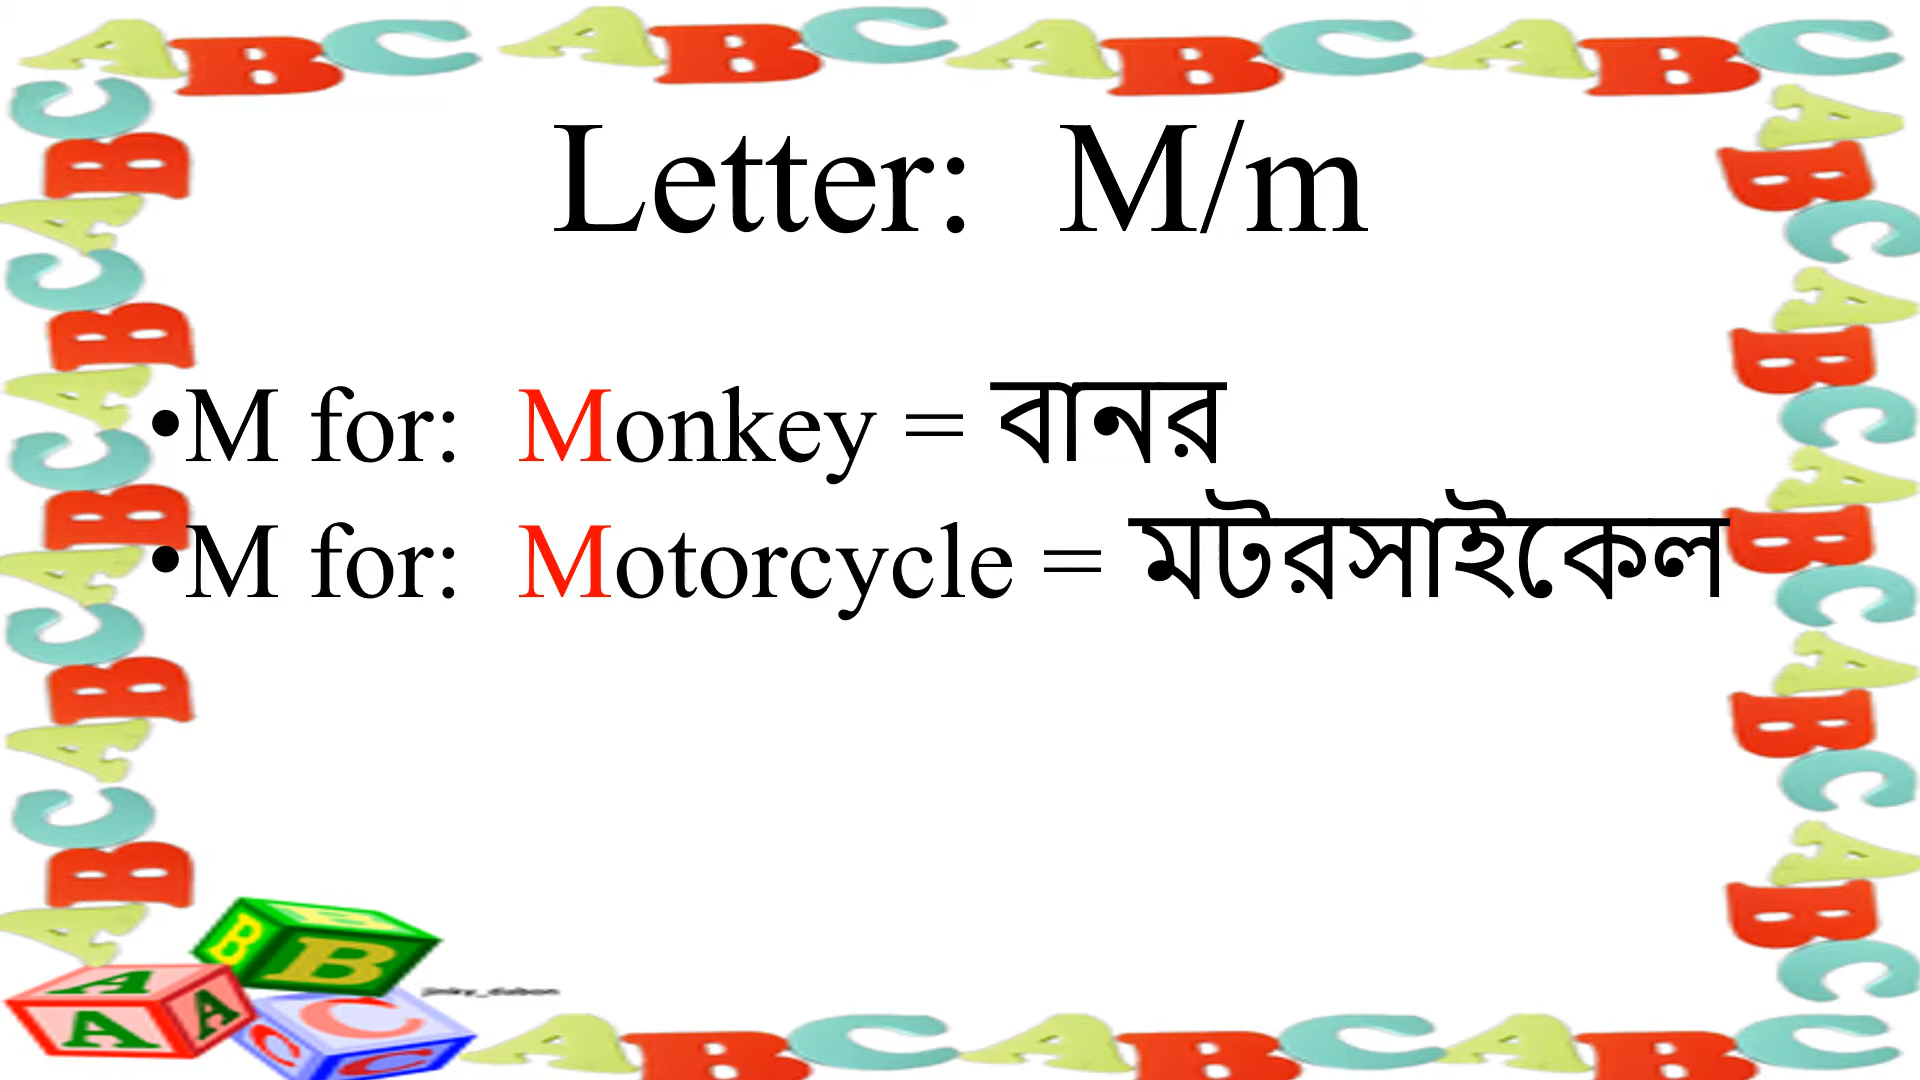 Letter: M/m
•M for: Monkey = বানর
•M for: Motorcycle = মটরসাইকেল